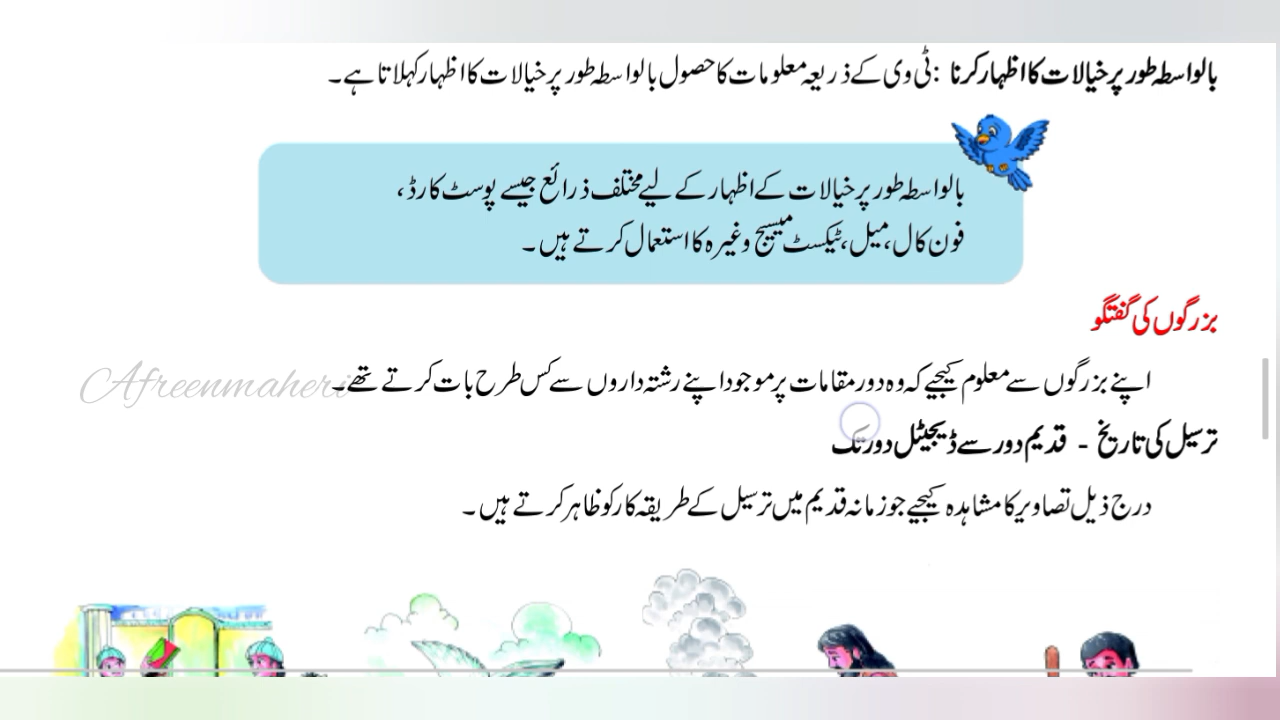 بالواسطہ طور پر خیالات کا اظہار کرنا : ٹی وی کے ذریعہ معلومات کا حصول بالواسطہ طور پر خیالات کا اظہار کہلاتا ہے۔
بالواسطہ طور پر خیالات کے اظہار کے لیے مختلف ذرائع جیسے پوسٹ کارڈ،
فون کال، میل، ٹیکسٹ میسیج وغیرہ کا استعمال کرتے ہیں۔
بزرگوں کی گفتگو
اپنے بزرگوں سے معلوم کیجیے کہ وہ دور مقامات پر موجود اپنے رشتہ داروں سے کس طرح بات کرتے تھے۔
Afreenmaheri
ترسیل کی تاریخ - قدیم دور سے ڈیجیٹل دور تک
درج ذیل تصاویر کا مشاہدہ کیجیے جو زمانہ قدیم میں ترسیل کے طریقہ کار کو ظاہر کرتے ہیں۔